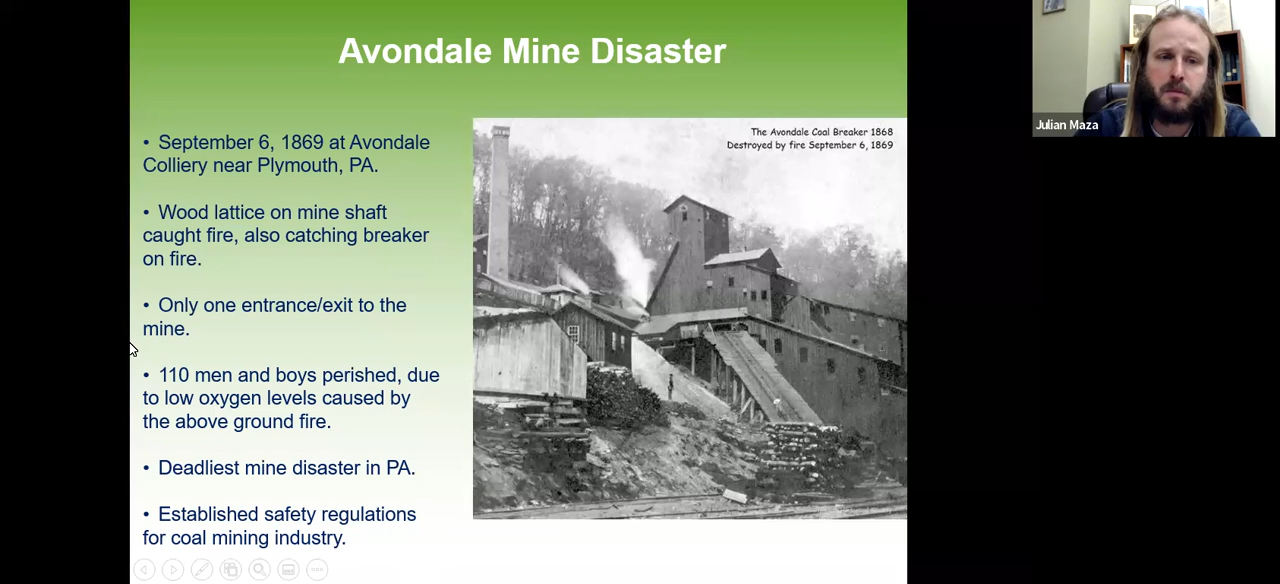 Avondale Mine Disaster
• September 6, 1869 at Avondale
Colliery near Plymouth, PA.
• Wood lattice on mine shaft
caught fire, also catching breaker
on fire.
• Only one entrance/exit to the
mine.
• 110 men and boys perished, due
to low oxygen levels caused by
the above ground fire.
• Deadliest mine disaster in PA.
• Established safety regulations
for coal mining industry.
The Avondale Coal Breaker 1868
Destroyed by fire September 6, 1869
Julian Maza